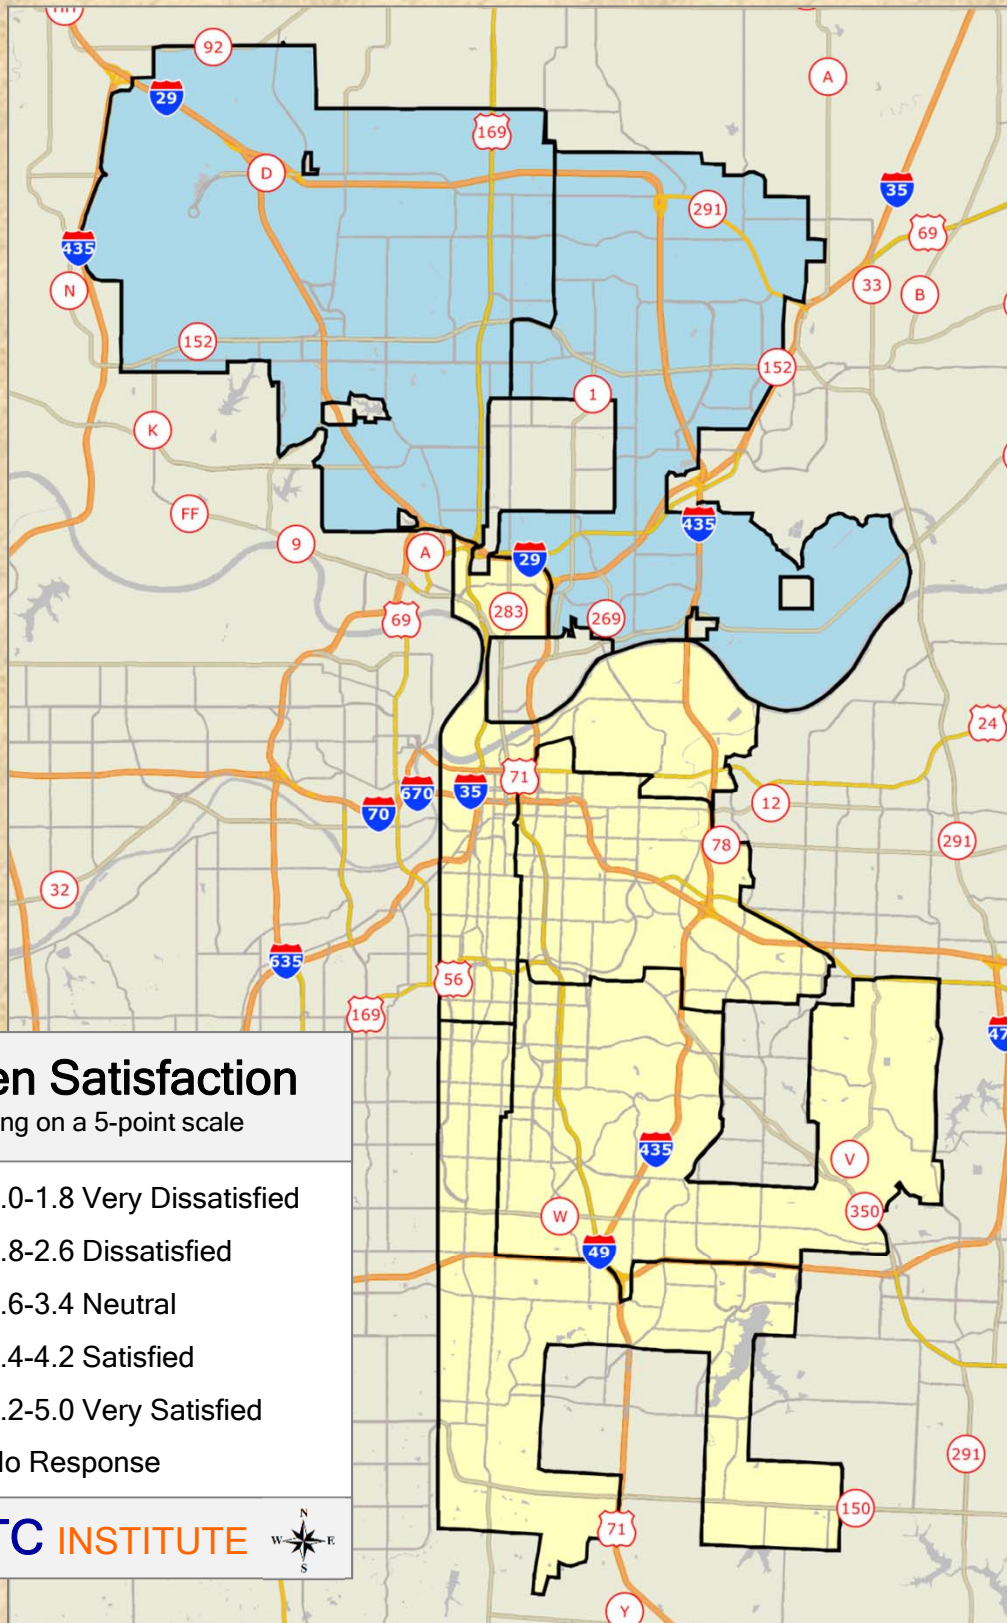 HH
92
29
169
A
D
35
291
69
435
N
33
B
152
152
1
K
FF
435
9
A
29
283
269
69
24
71
670
35
12
70
78
291
32
635
56
169
47
en Satisfaction
ing on a 5-point scale
435
V
.0-1.8 Very Dissatisfied
350
W
.8-2.6 Dissatisfied
49
.6-3.4 Neutral
.4-4.2 Satisfied
.2-5.0 Very Satisfied
291
lo Response
150
TC INSTITUTE
N
W E
S
71
Y